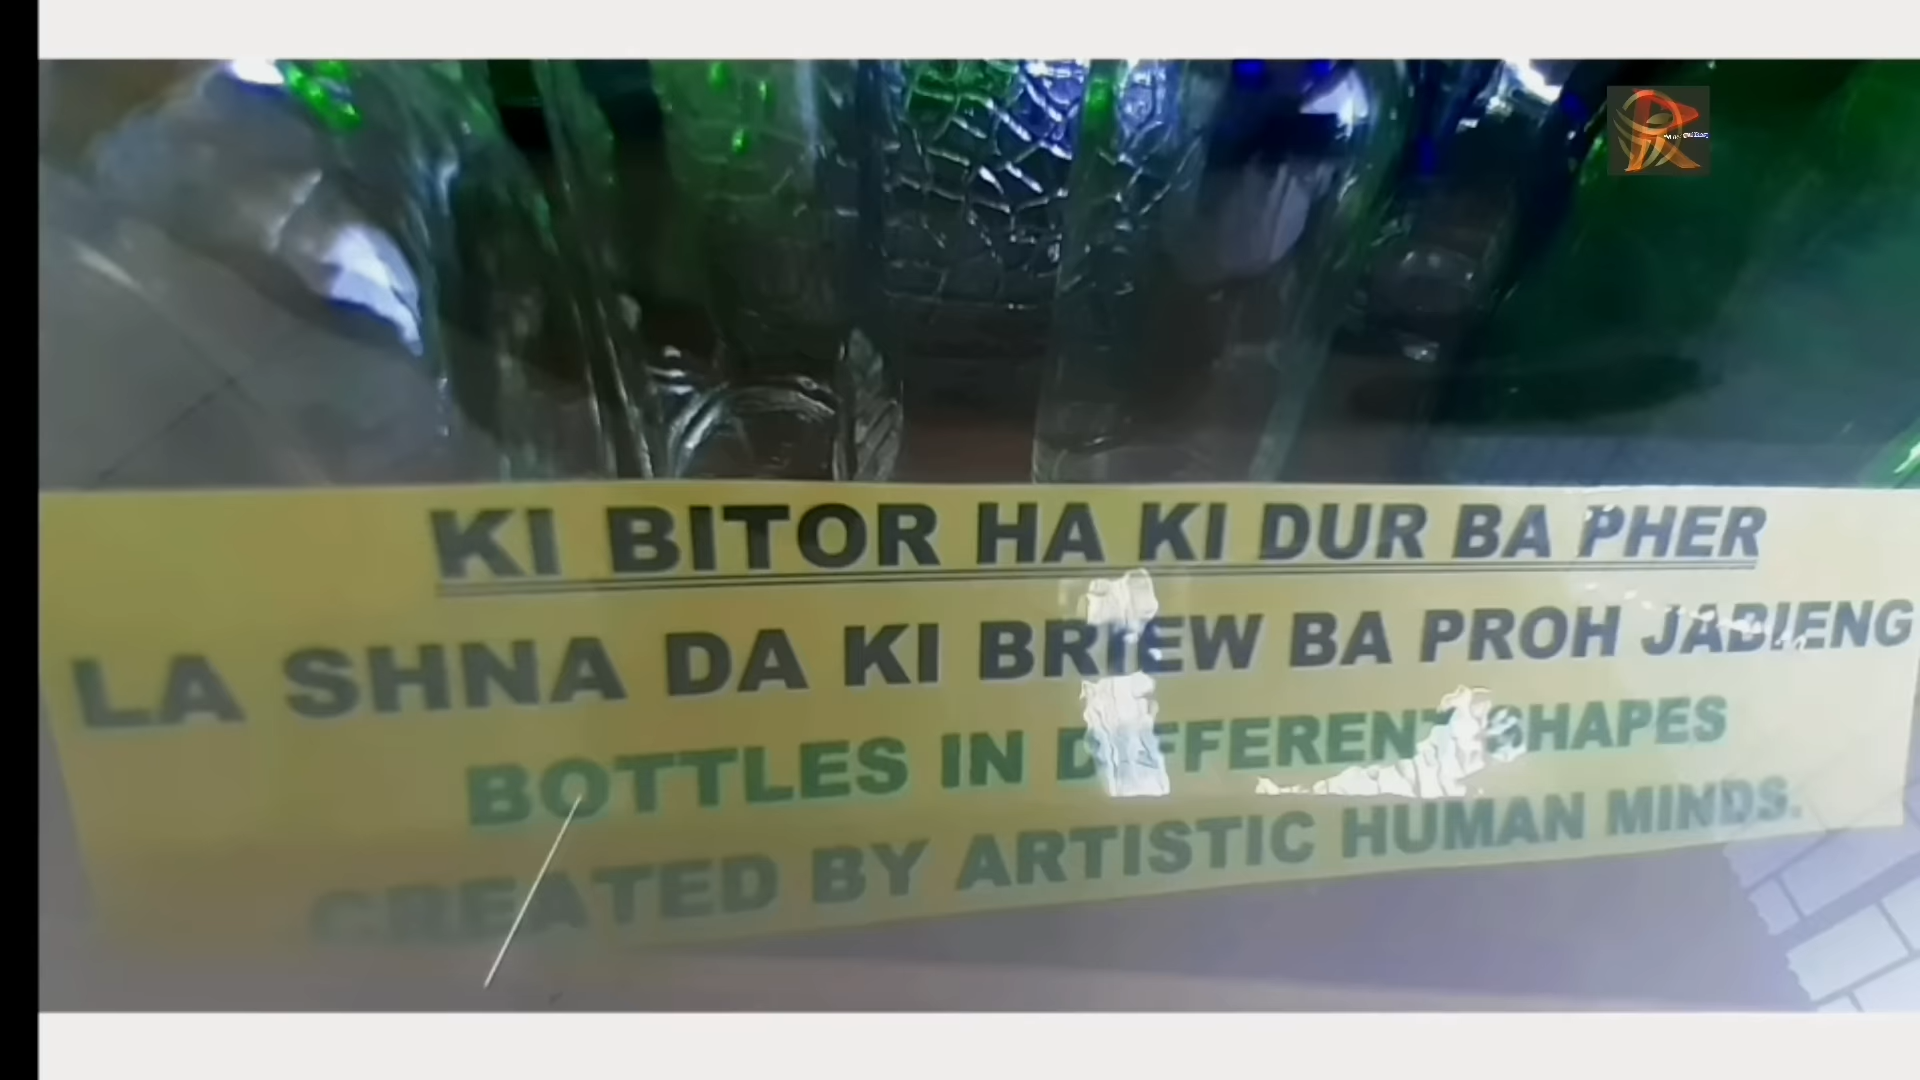 KI BITOR HA KI DUR BA PHER
LA SHNA DA KI BRIEW BA PROH JABIENG
BOTTLES IN DIFFERENT SHAPES
CREATED BY ARTISTIC HUMAN MINDS.